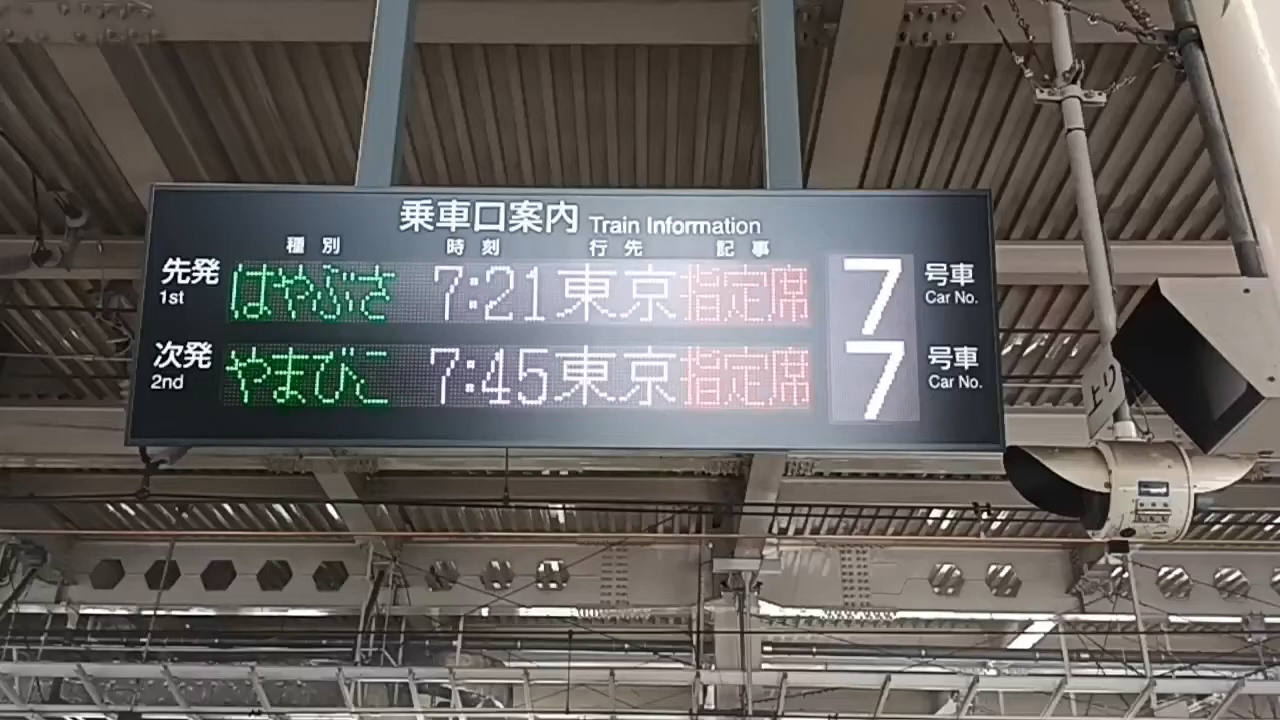 乗車口案内 Train Information
種別 時刻 行先 記事
先発 はやぶさ 7:21 東京 指定席 7 号車
1st Car No.
次発 やまびこ 7:45 東京 指定席 7 号車
2nd Car No.
上り